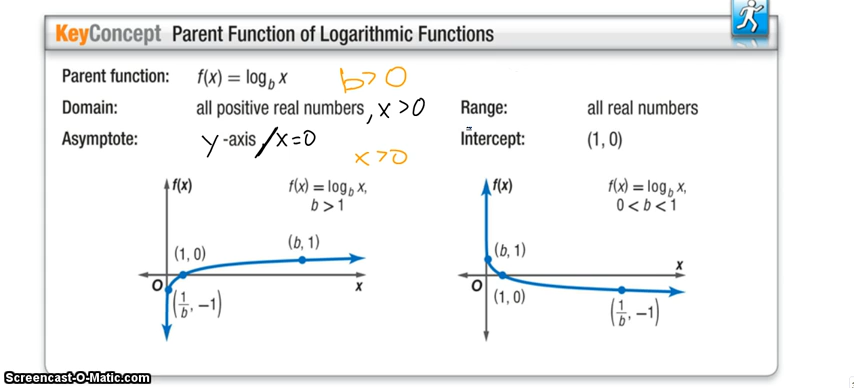 KeyConcept Parent Function of Logarithmic Functions
Parent function: f(x) = log_b x b>0
Domain: all positive real numbers, x>0 Range: all real numbers
Asymptote: y-axis / x=0 Intercept: (1, 0)
x>0
f(x) f(x) = log_b x, f(x) f(x) = log_b x,
b > 1 0 < b < 1
(1, 0) (b, 1) (b, 1)
x
O x O (1, 0)
(1/b, −1) (1/b, −1)
Screencast-O-Matic.com